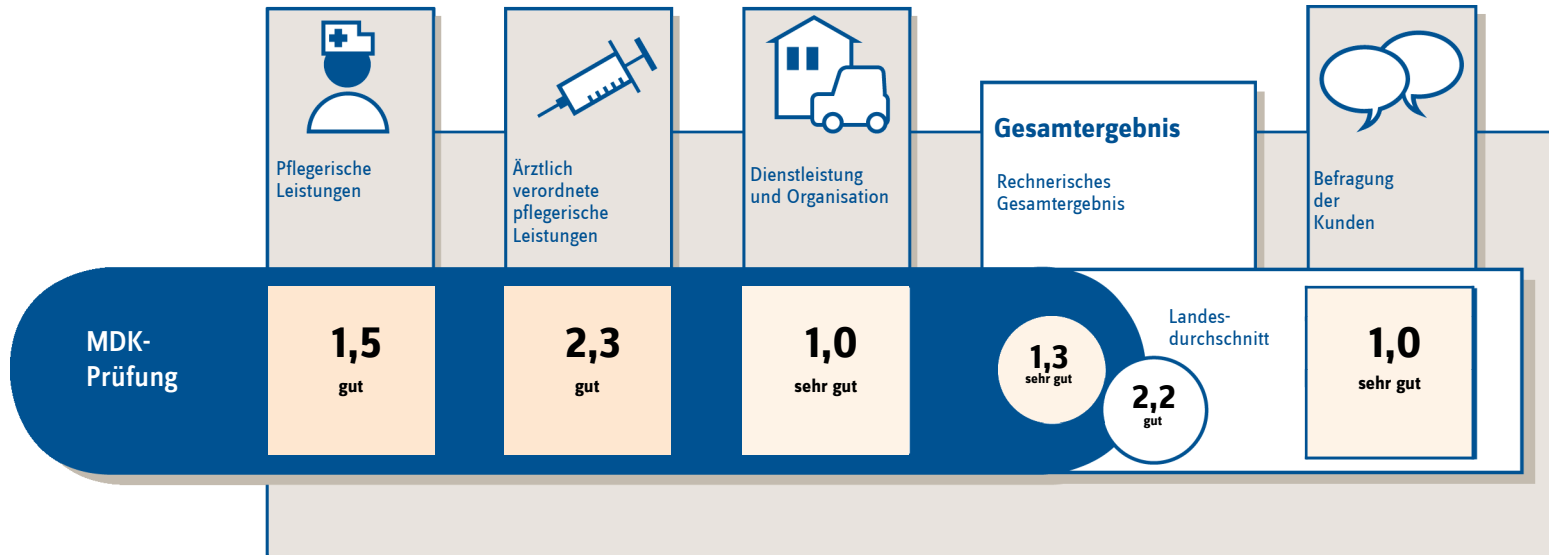 Pflegerische
Leistungen
Ärztlich
verordnete
pflegerische
Leistungen
Dienstleistung
und Organisation
Gesamtergebnis
Rechnerisches
Gesamtergebnis
Befragung
der
Kunden
MDK-
Prüfung
1,5
gut
2,3
gut
1,0
sehr gut
1,3
sehr gut
Landes-
durchschnitt
2,2
gut
1,0
sehr gut